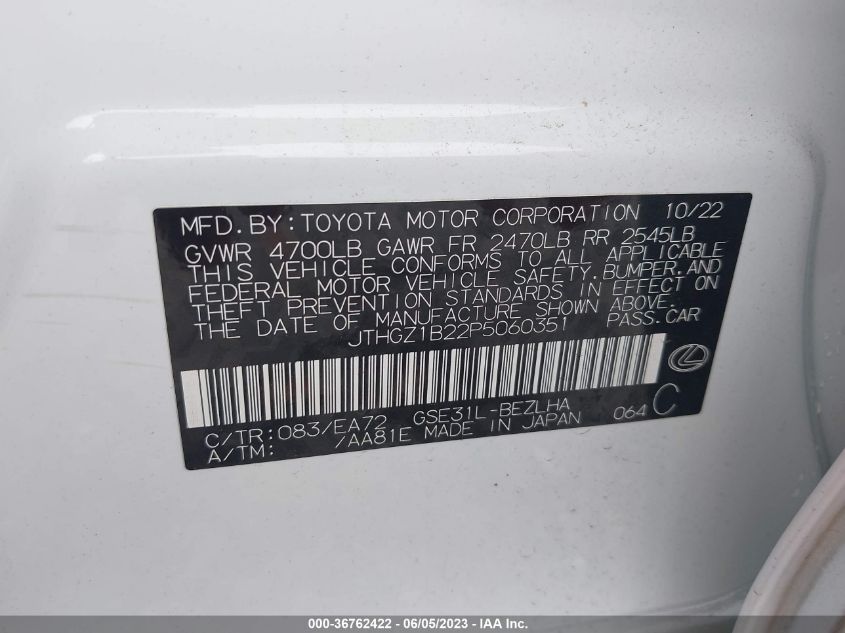 MFD.BY:TOYOTA MOTOR CORPORATION 10/22
GVWR 4700LB GAWR FR 2470LB RR 2545LB
THIS VEHICLE CONFORMS TO ALL APPLICABLE
FEDERAL MOTOR VEHICLE SAFETY,BUMPER,AND
THEFT PREVENTION STANDARDS IN EFFECT ON
THE DATE OF MANUFACTURE SHOWN ABOVE.
JTHGZ1B22P5060351 PASS.CAR
C/TR:083/EA72 GSE31L-BEZLHA 064 C
A/TM: /AA81E MADE IN JAPAN
000-36762422 - 06/05/2023 - IAA Inc.